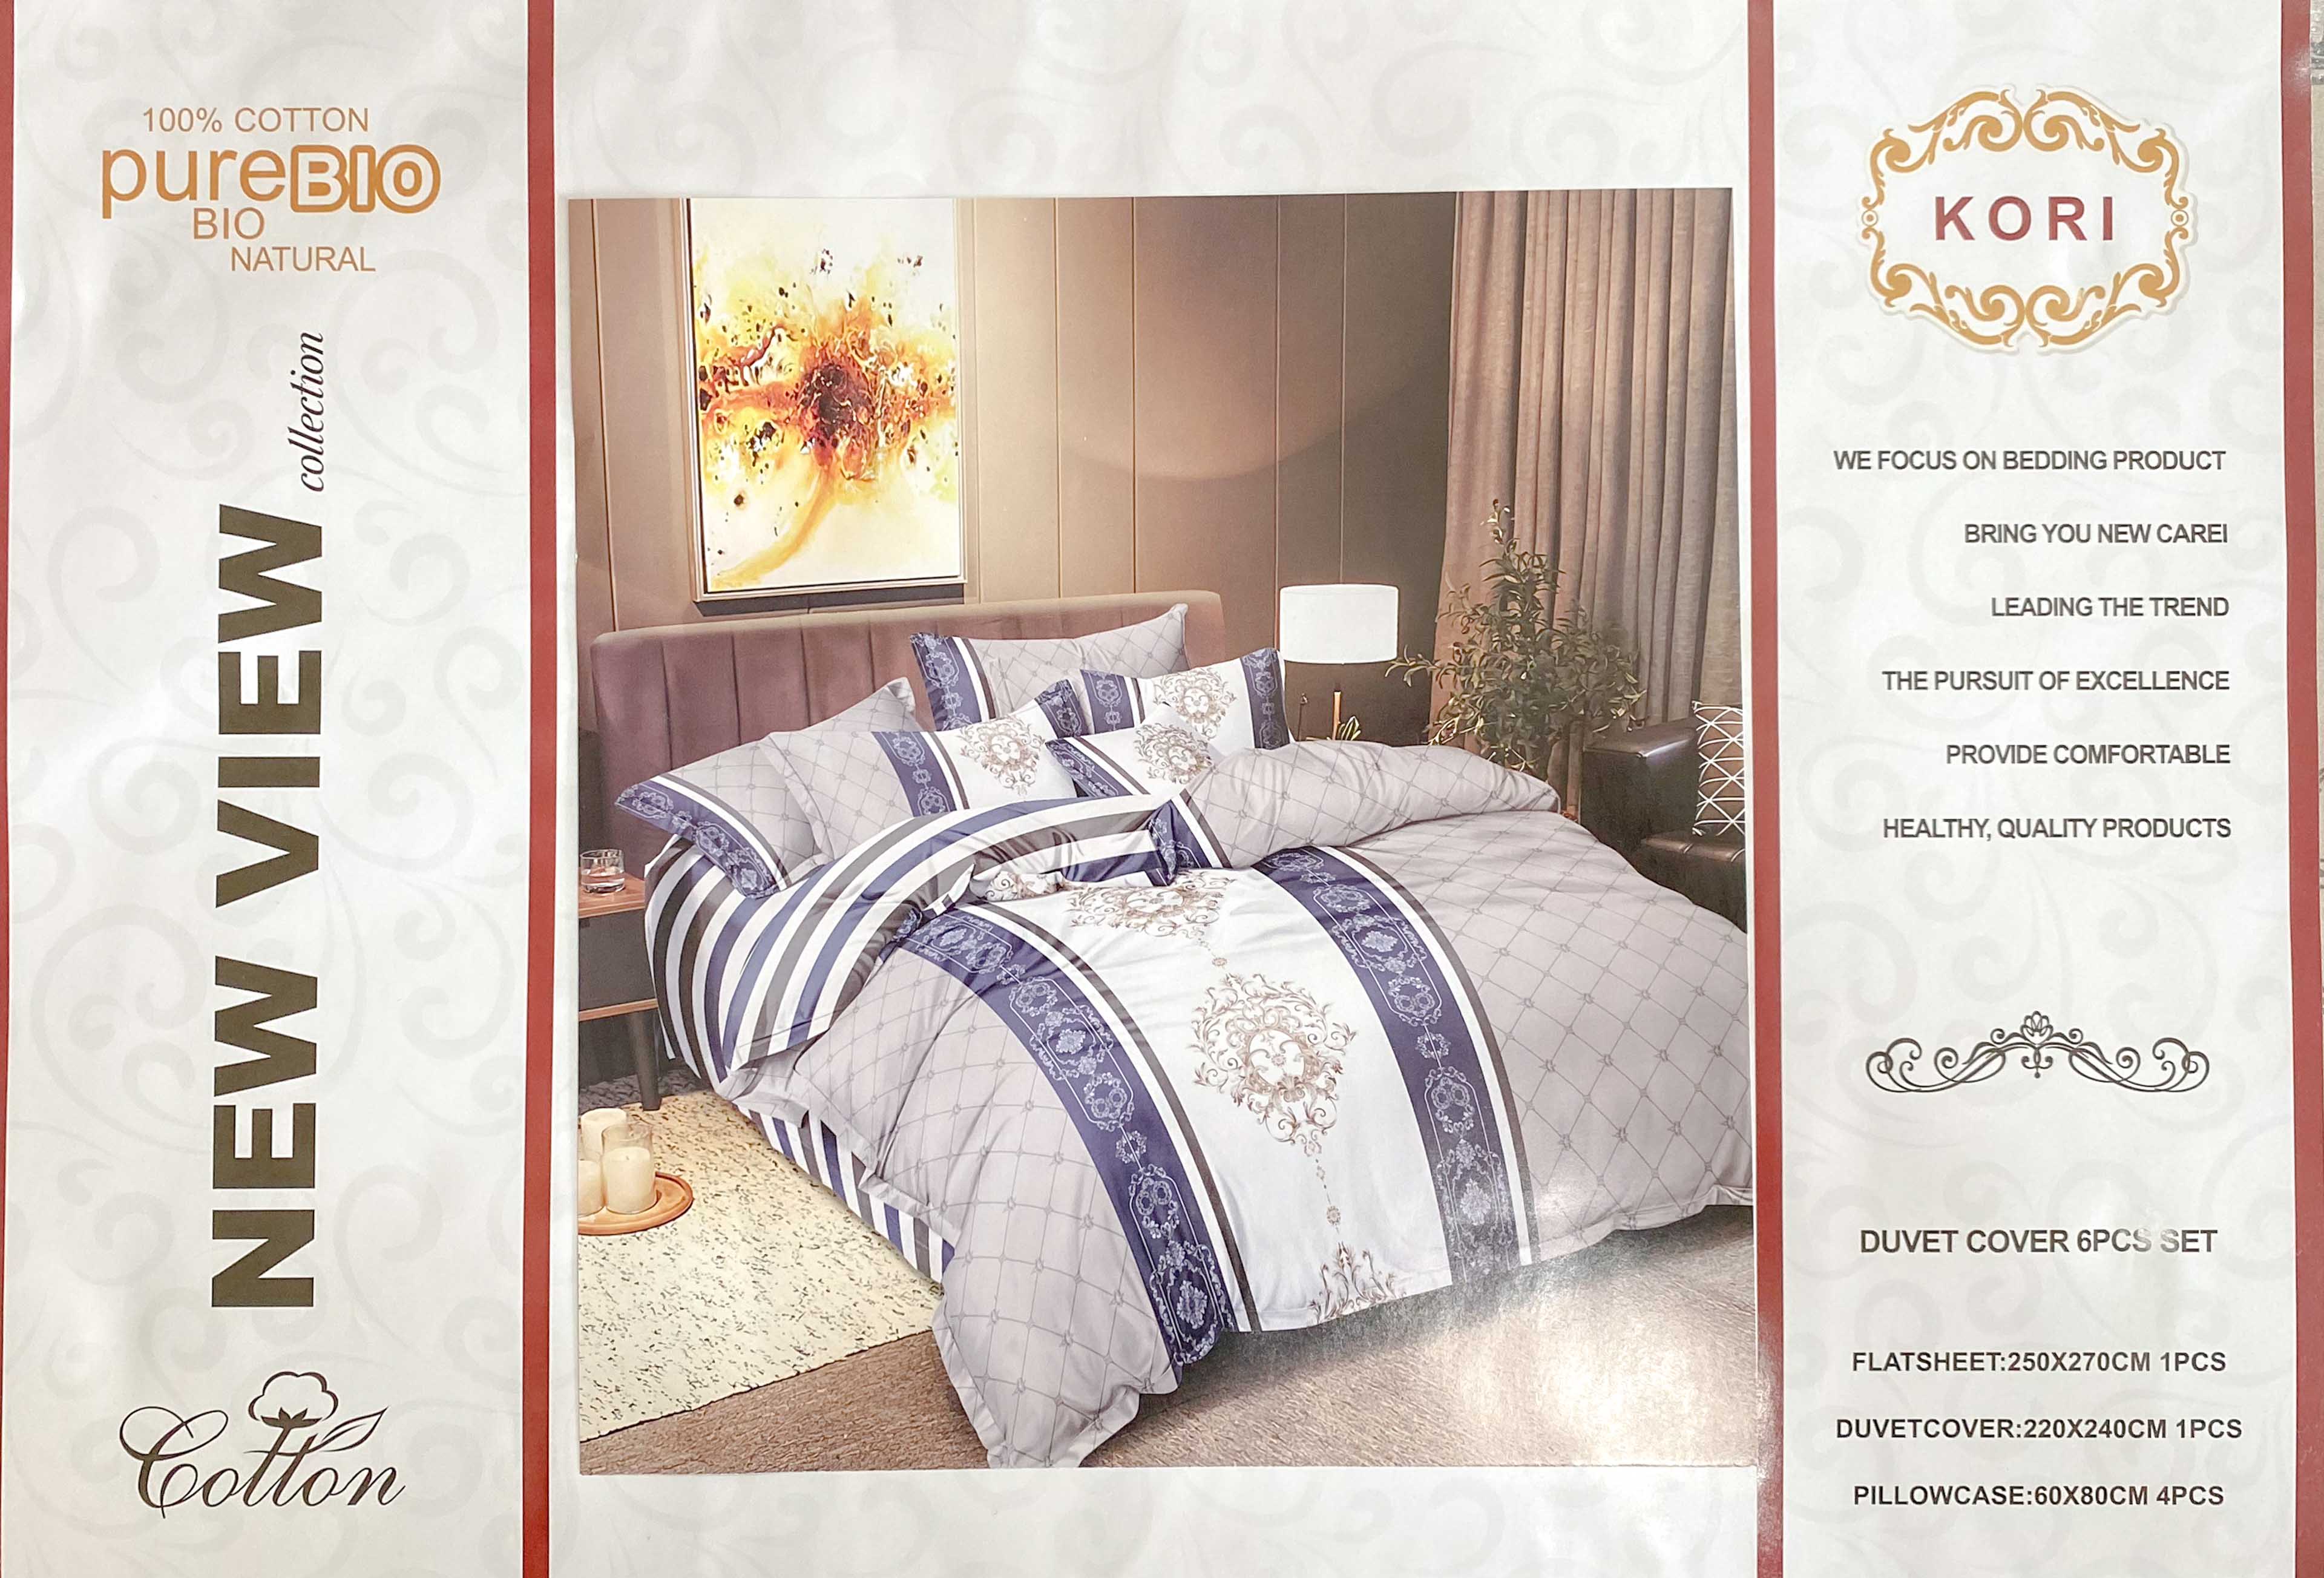 100% COTTON
pureBIO
BIO
NATURAL
NEW VIEW collection
Cotton
KORI
WE FOCUS ON BEDDING PRODUCT
BRING YOU NEW CAREI
LEADING THE TREND
THE PURSUIT OF EXCELLENCE
PROVIDE COMFORTABLE
HEALTHY, QUALITY PRODUCTS
DUVET COVER 6PCS SET
FLATSHEET:250X270CM 1PCS
DUVETCOVER:220X240CM 1PCS
PILLOWCASE:60X80CM 4PCS